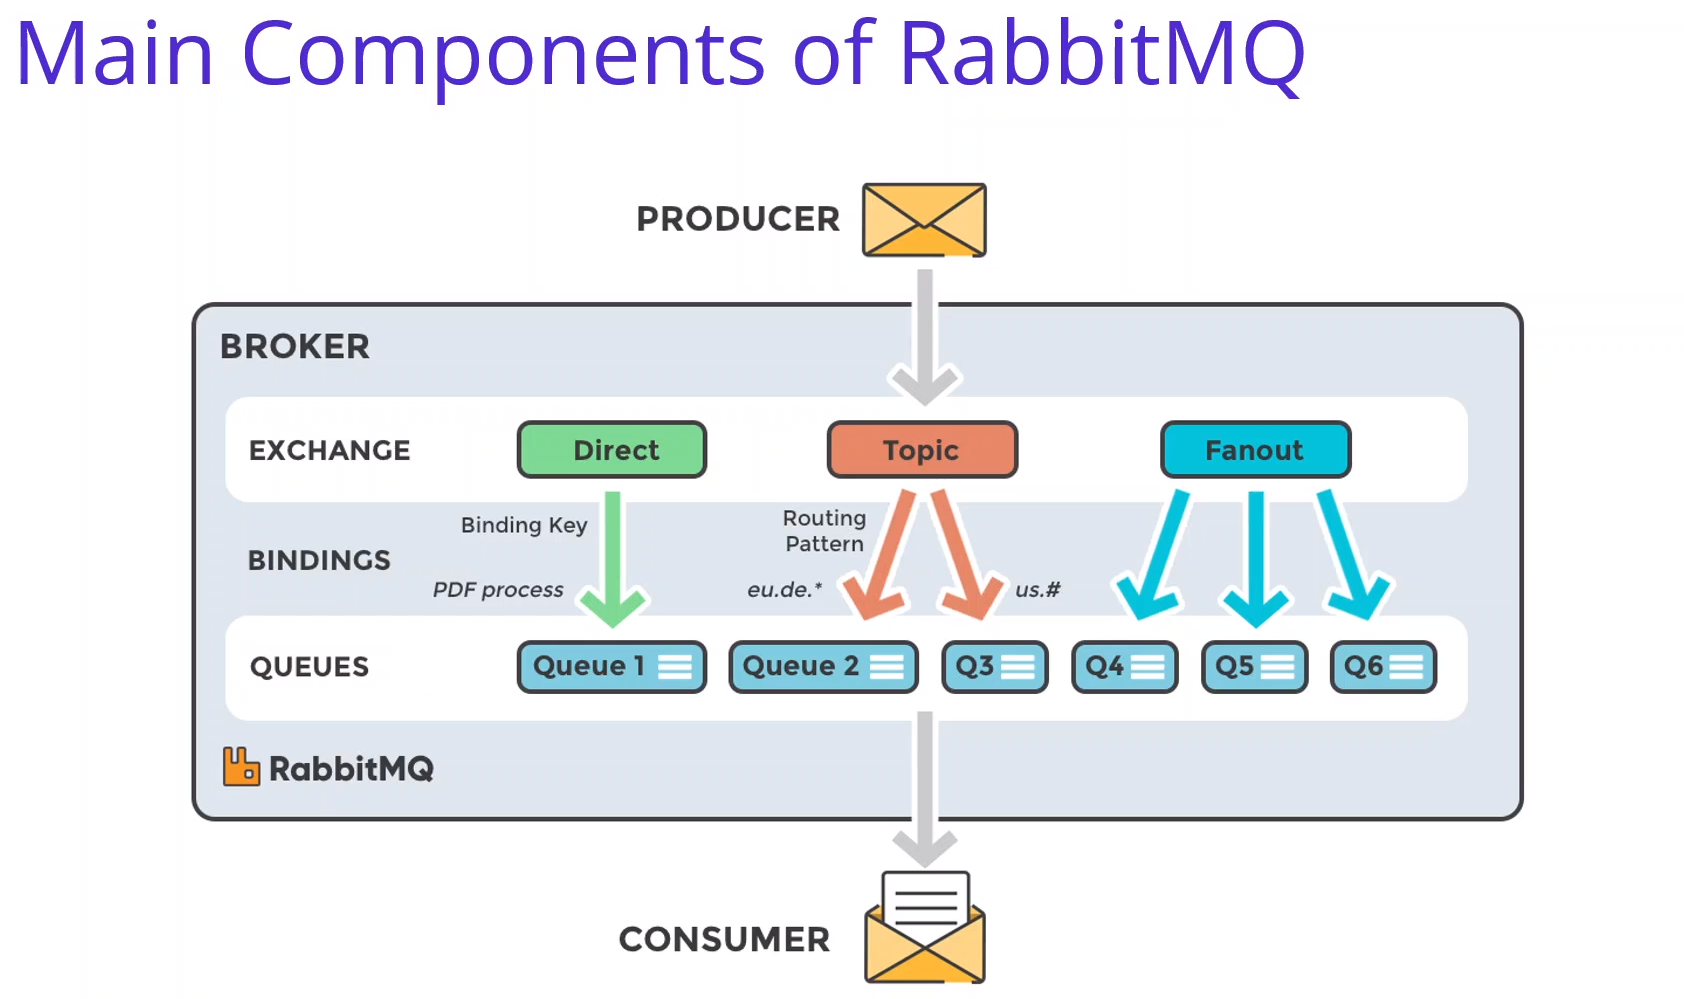 Main Components of RabbitMQ
PRODUCER
BROKER
EXCHANGE
Direct
Topic
Fanout
BINDINGS
Binding Key
PDF process
Routing
Pattern
eu.de.*
us.#
QUEUES
Queue 1
Queue 2
Q3
Q4
Q5
Q6
RabbitMQ
CONSUMER